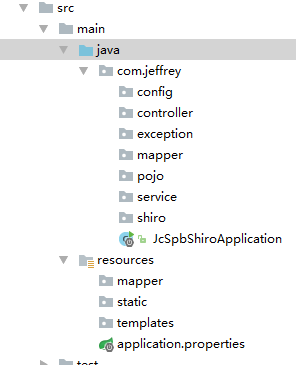 src
main
java
com.jeffrey
config
controller
exception
mapper
pojo
service
shiro
JcSpbShiroApplication
resources
mapper
static
templates
application.properties
test